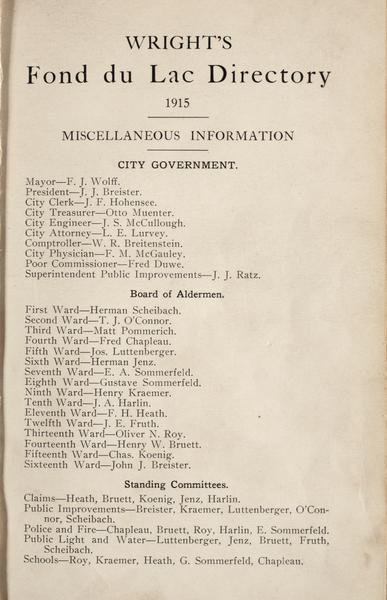 WRIGHT'S
Fond du Lac Directory
1915
MISCELLANEOUS INFORMATION
CITY GOVERNMENT.
Mayor—F. J. Wolff.
President—J. J. Breister.
City Clerk—J. F. Hohensee.
City Treasurer—Otto Muenter.
City Engineer—J. S. McCullough.
City Attorney—L. E. Lurvey.
Comptroller—W. R. Breitenstein.
City Physician—F. M. McGauley.
Poor Commissioner—Fred Duwe.
Superintendent Public Improvements—J. J. Ratz.
Board of Aldermen.
First Ward—Herman Scheibach.
Second Ward—T. J. O'Connor.
Third Ward—Matt Pommerich.
Fourth Ward—Fred Chapleau.
Fifth Ward—Jos. Luttenberger.
Sixth Ward—Herman Jenz.
Seventh Ward—E. A. Sommerfeld.
Eighth Ward—Gustave Sommerfeld.
Ninth Ward—Henry Kraemer.
Tenth Ward—J. A. Harlin.
Eleventh Ward—F. H. Heath.
Twelfth Ward—J. E. Fruth.
Thirteenth Ward—Oliver N. Roy.
Fourteenth Ward—Henry W. Bruett.
Fifteenth Ward—Chas. Koenig.
Sixteenth Ward—John J. Breister.
Standing Committees.
Claims—Heath, Bruett, Koenig, Jenz, Harlin.
Public Improvements—Breister, Kraemer, Luttenberger, O'Con-
nor, Scheibach.
Police and Fire—Chapleau, Bruett, Roy, Harlin, E. Sommerfeld.
Public Light and Water—Luttenberger, Jenz, Bruett, Fruth,
Scheibach.
Schools—Roy, Kraemer, Heath, G. Sommerfeld, Chapleau.